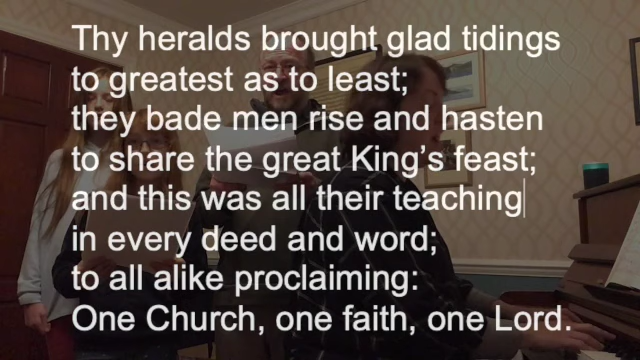 Thy heralds brought glad tidings
to greatest as to least;
they bade men rise and hasten
to share the great King’s feast;
and this was all their teaching
in every deed and word;
to all alike proclaiming:
One Church, one faith, one Lord.